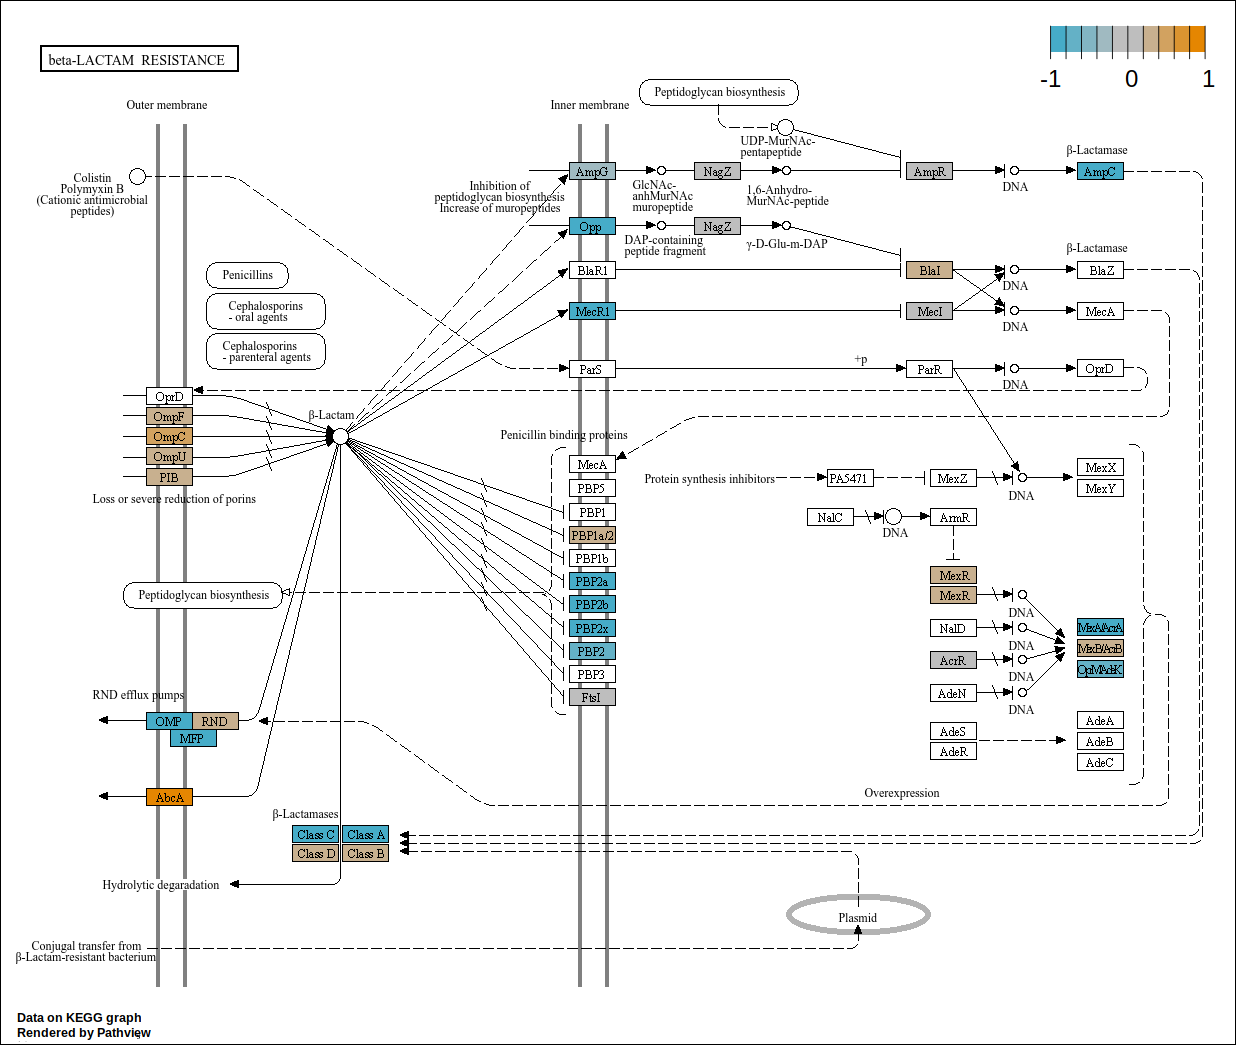 beta-LACTAM RESISTANCE
-1
0
1
Outer membrane
Inner membrane
Peptidoglycan biosynthesis
UDP-MurNAc-
pentapeptide
β-Lactamase
Colistin
Polymyxin B
(Cationic antimicrobial
peptides)
Inhibition of
peptidoglycan biosynthesis
Increase of muropeptides
AmpG
NagZ
AmpR
DNA
AmpC
GlcNAc-
anhMurNAc
muropeptide
1,6-Anhydro-
MurNAc-peptide
Opp
NagZ
DAP-containing
peptide fragment
γ-D-Glu-m-DAP
β-Lactamase
Penicillins
BlaR1
BlaI
DNA
BlaZ
Cephalosporins
- oral agents
MecR1
MecI
DNA
MecA
Cephalosporins
- parenteral agents
ParS
+p
ParR
DNA
OprD
OprD
OmpF
OmpC
OmpU
PIB
β-Lactam
Loss or severe reduction of porins
Penicillin binding proteins
MecA
PBP5
PBP1
PBP1a/2
PBP1b
PBP2a
PBP2b
PBP2x
PBP2
PBP3
FtsI
Protein synthesis inhibitors
PA5471
MexZ
DNA
MexX
MexY
NalC
DNA
ArmR
MexR
MexR
DNA
NalD
DNA
AcrR
DNA
AdeN
DNA
MexA/AcrA
MexB/AcrB
OprM/AdeK
AdeS
AdeR
AdeA
AdeB
AdeC
Peptidoglycan biosynthesis
RND efflux pumps
OMP
RND
MFP
AbcA
Overexpression
β-Lactamases
Class C
Class A
Class D
Class B
Hydrolytic degaradation
Plasmid
Conjugal transfer from
β-Lactam-resistant bacterium
Data on KEGG graph
Rendered by Pathview